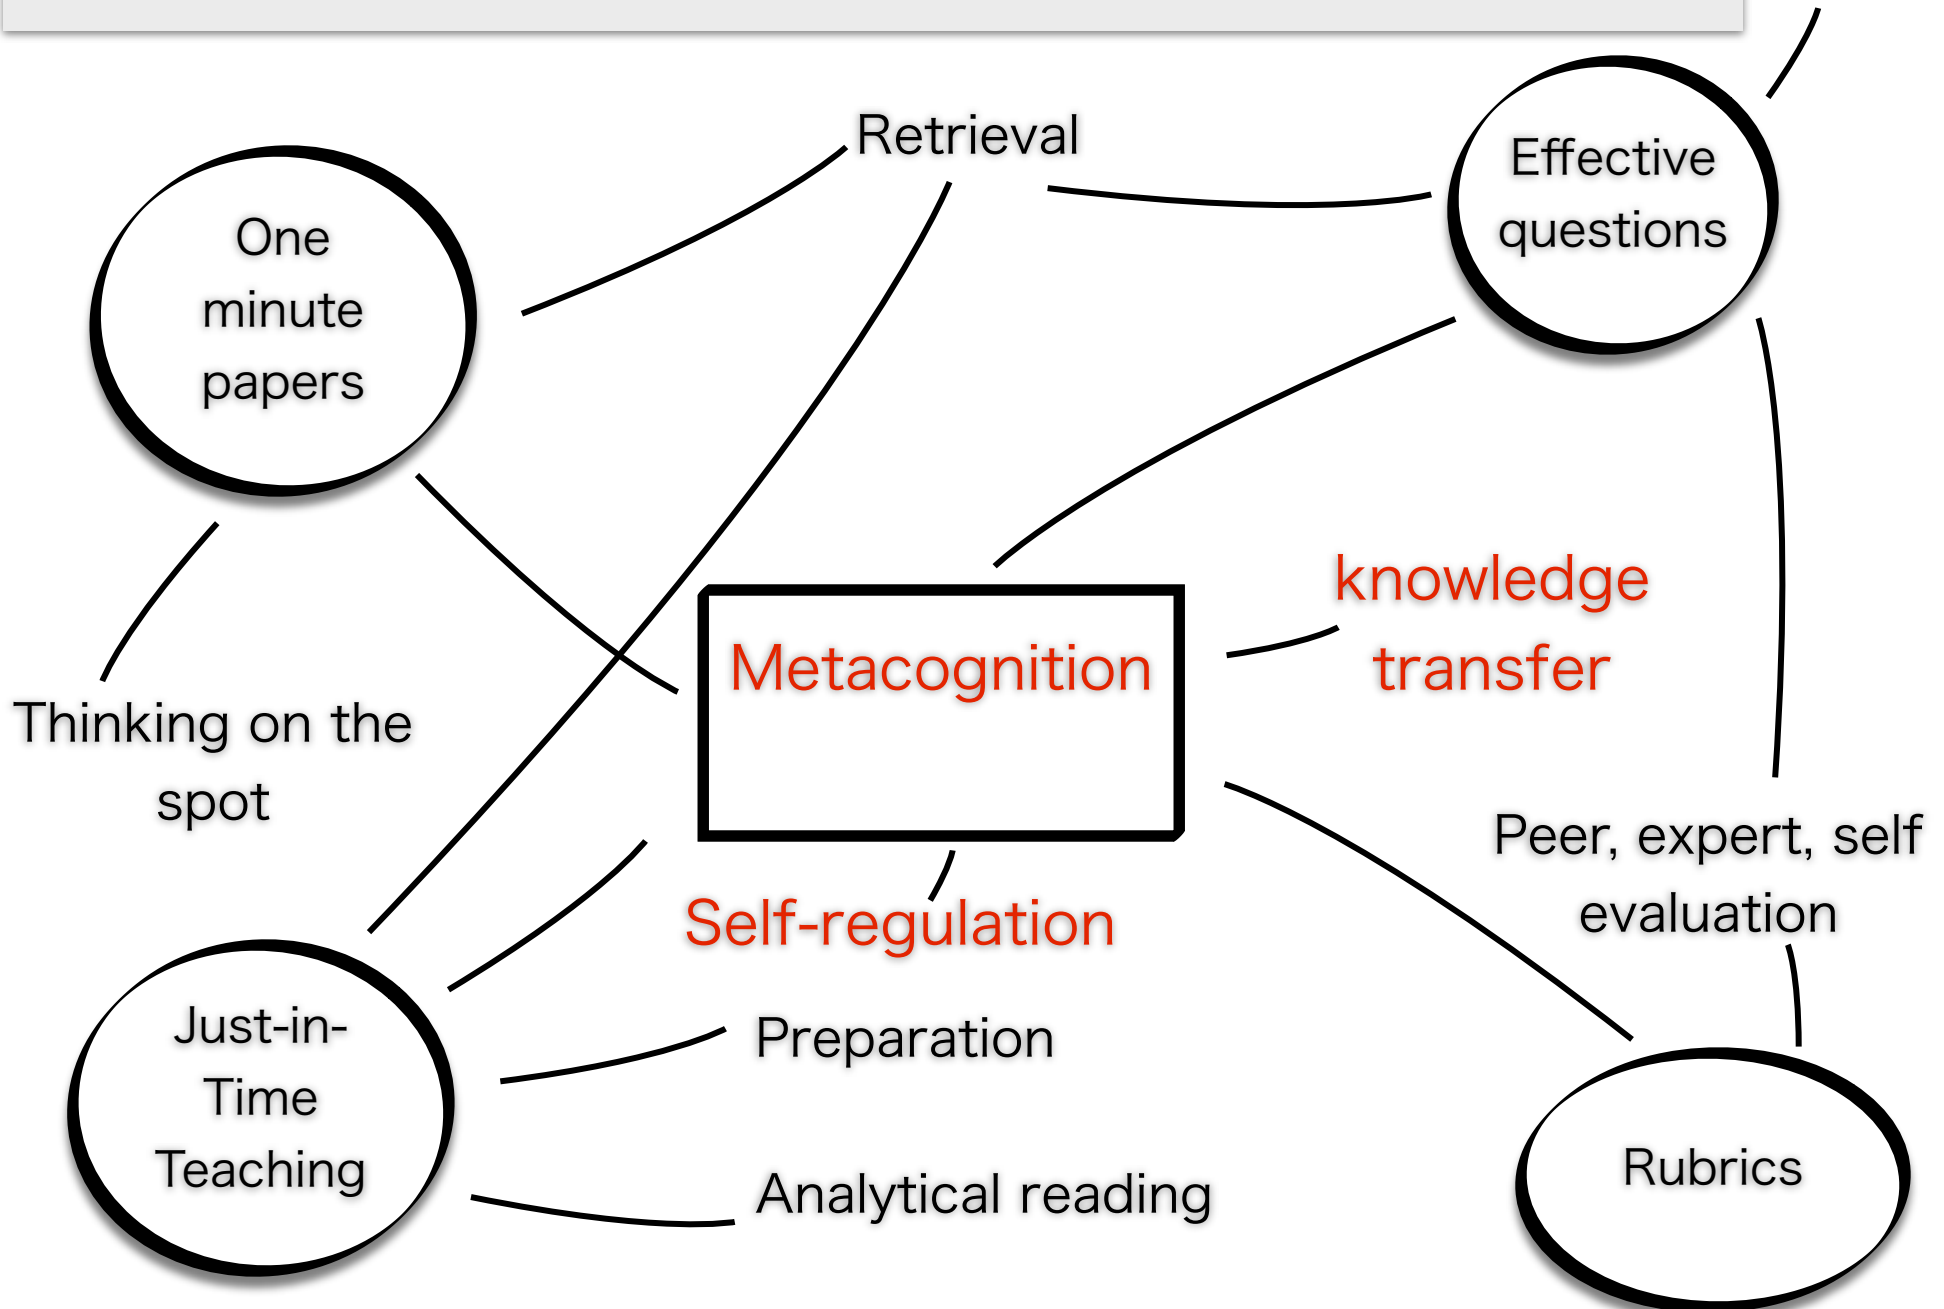 Retrieval
Effective
questions
One
minute
papers
knowledge
transfer
Metacognition
Thinking on the
spot
Peer, expert, self
evaluation
Self-regulation
Just-in-
Time
Teaching
Preparation
Analytical reading
Rubrics